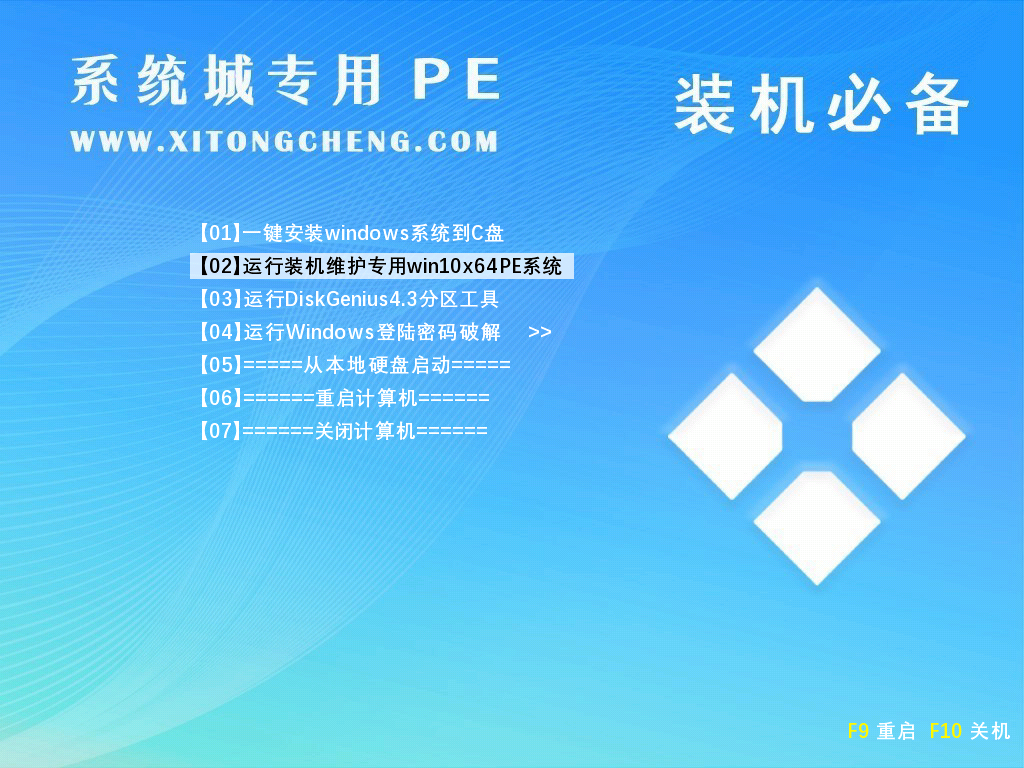 系统城专用 PE
WWW.XITONGCHENG.COM
装机必备
【01】一键安装windows系统到C盘
【02】运行装机维护专用win10x64PE系统
【03】运行DiskGenius4.3分区工具
【04】运行Windows登陆密码破解 >>
【05】=====从本地硬盘启动=====
【06】======重启计算机======
【07】======关闭计算机======
F9 重启 F10 关机